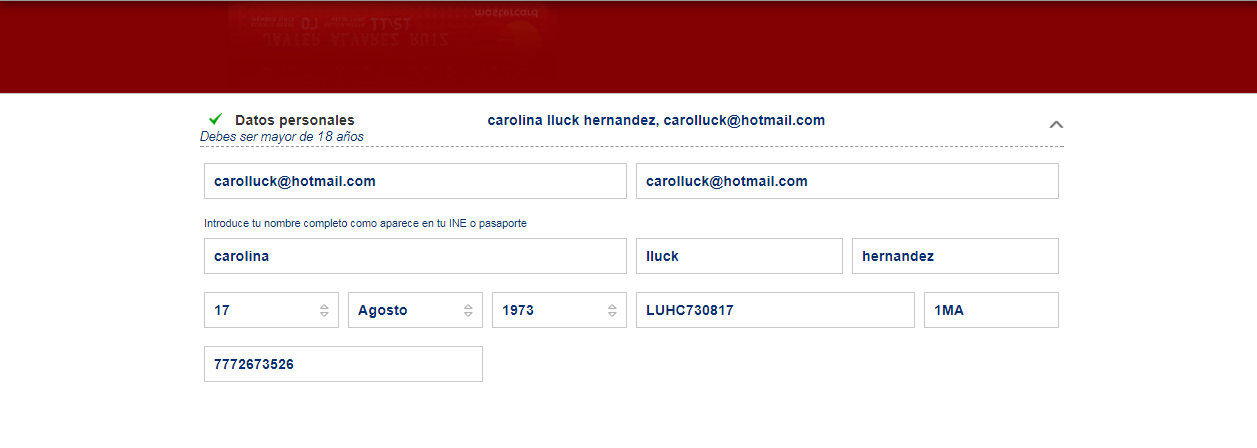 Datos personales carolina lluck hernandez, carolluck@hotmail.com
Debes ser mayor de 18 años
carolluck@hotmail.com carolluck@hotmail.com
Introduce tu nombre completo como aparece en tu INE o pasaporte
carolina lluck hernandez
17 Agosto 1973 LUHC730817 1MA
7772673526